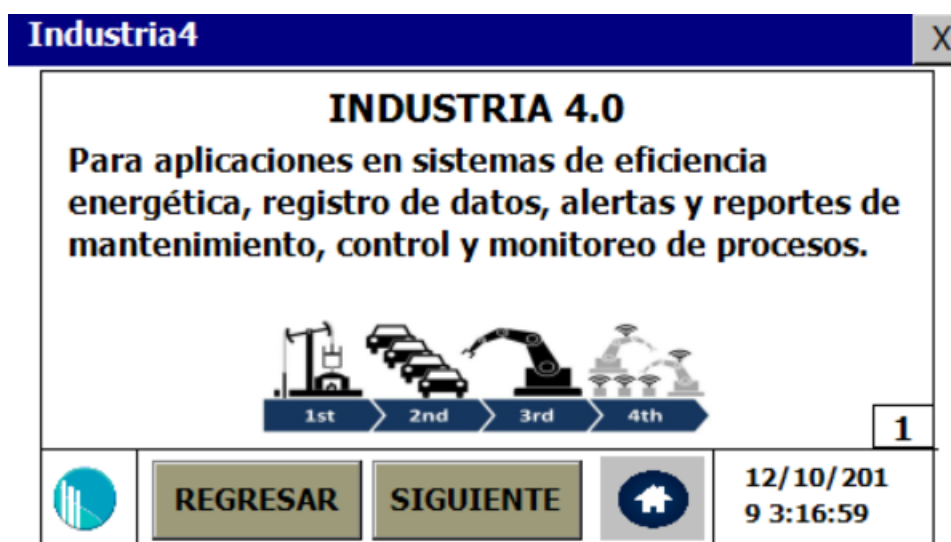 Industria4
X
INDUSTRIA 4.0
Para aplicaciones en sistemas de eficiencia
energética, registro de datos, alertas y reportes de
mantenimiento, control y monitoreo de procesos.
1st 2nd 3rd 4th
1
REGRESAR SIGUIENTE
12/10/201
9 3:16:59